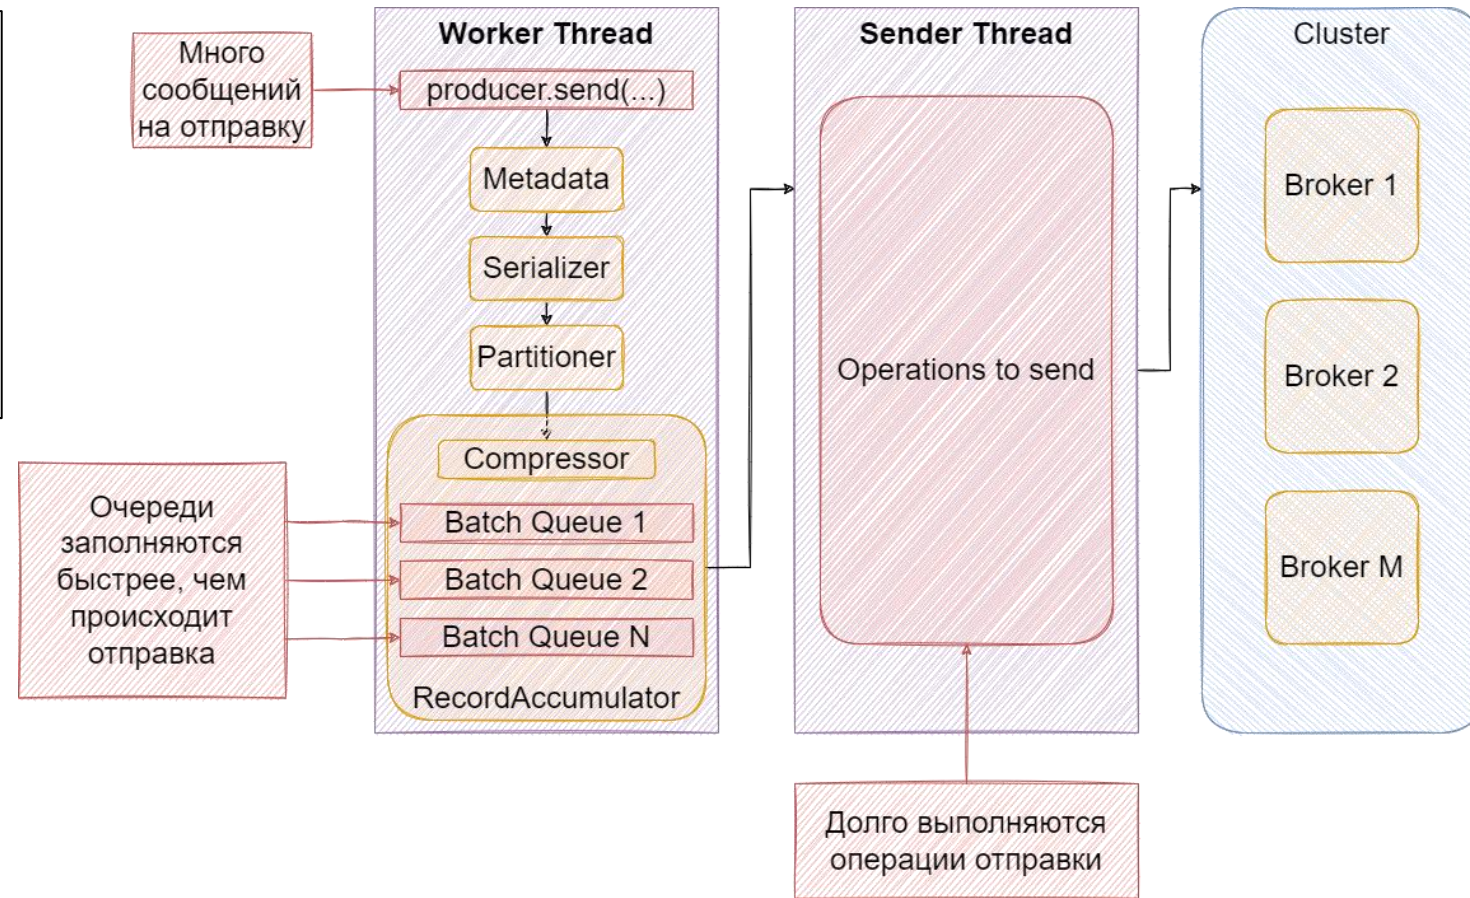 Много
сообщений
на отправку
Worker Thread
producer.send(...)
Metadata
Serializer
Partitioner
Compressor
Batch Queue 1
Batch Queue 2
Batch Queue N
RecordAccumulator
Очереди
заполняются
быстрее, чем
происходит
отправка
Sender Thread
Operations to send
Долго выполняются
операции отправки
Cluster
Broker 1
Broker 2
Broker M